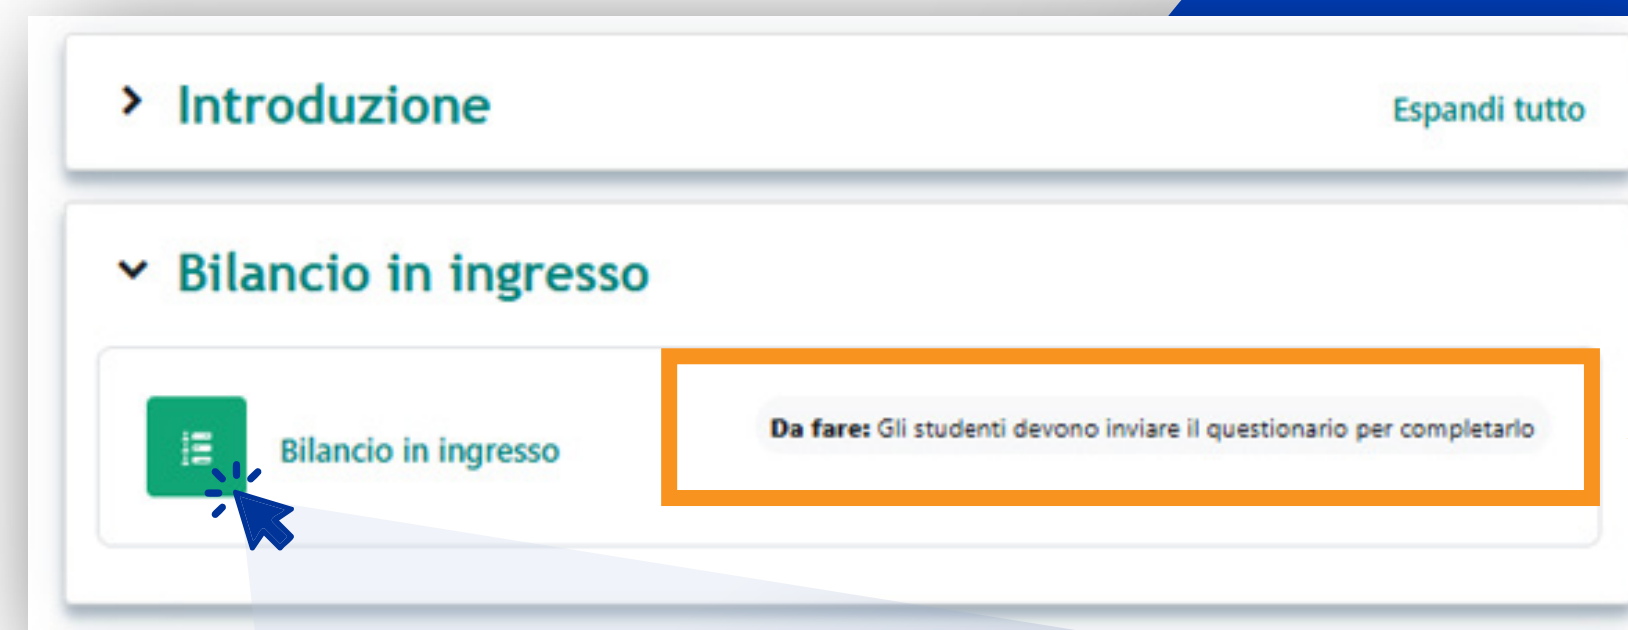 Introduzione
Espandi tutto
Bilancio in ingresso
Bilancio in ingresso
Da fare: Gli studenti devono inviare il questionario per completarlo